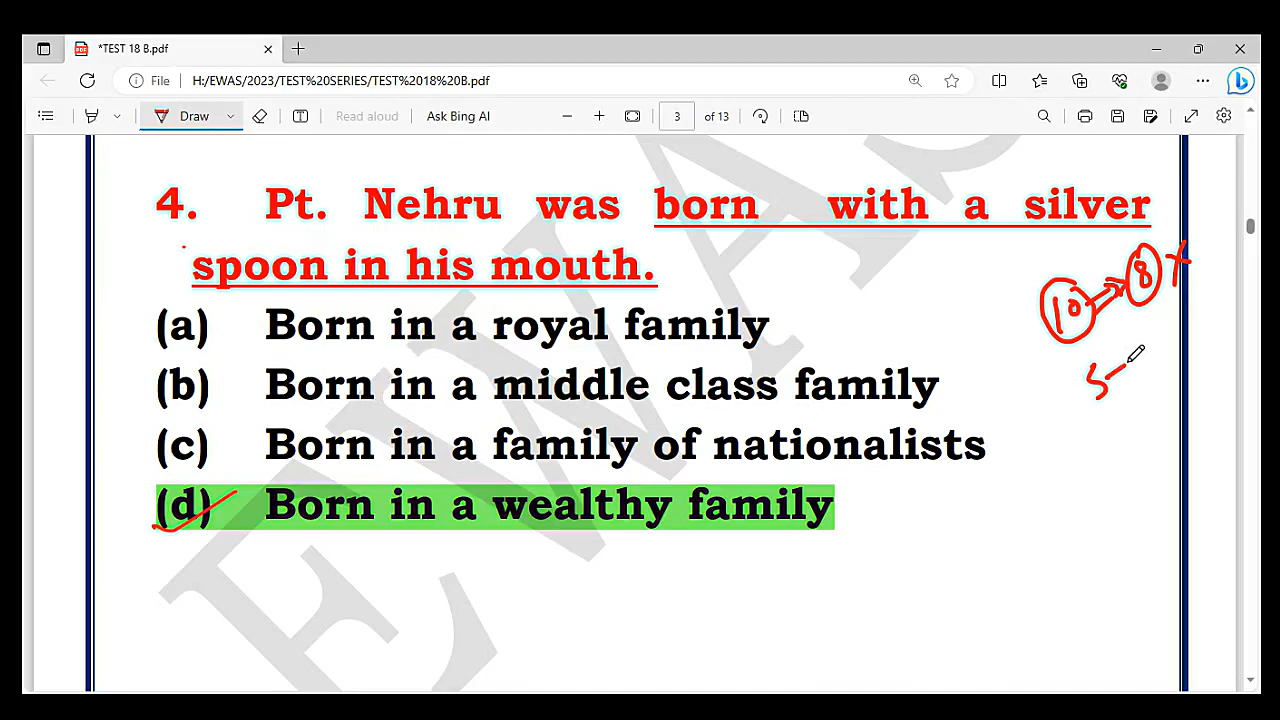 *TEST 18 B.pdf
File H:/EWAS/2023/TEST%20SERIES/TEST%2018%20B.pdf
Draw Read aloud Ask Bing AI 3 of 13
4. Pt. Nehru was born with a silver
spoon in his mouth.
(a) Born in a royal family
(b) Born in a middle class family
(c) Born in a family of nationalists
(d) Born in a wealthy family
10 → 8 x
5 -
EWAS